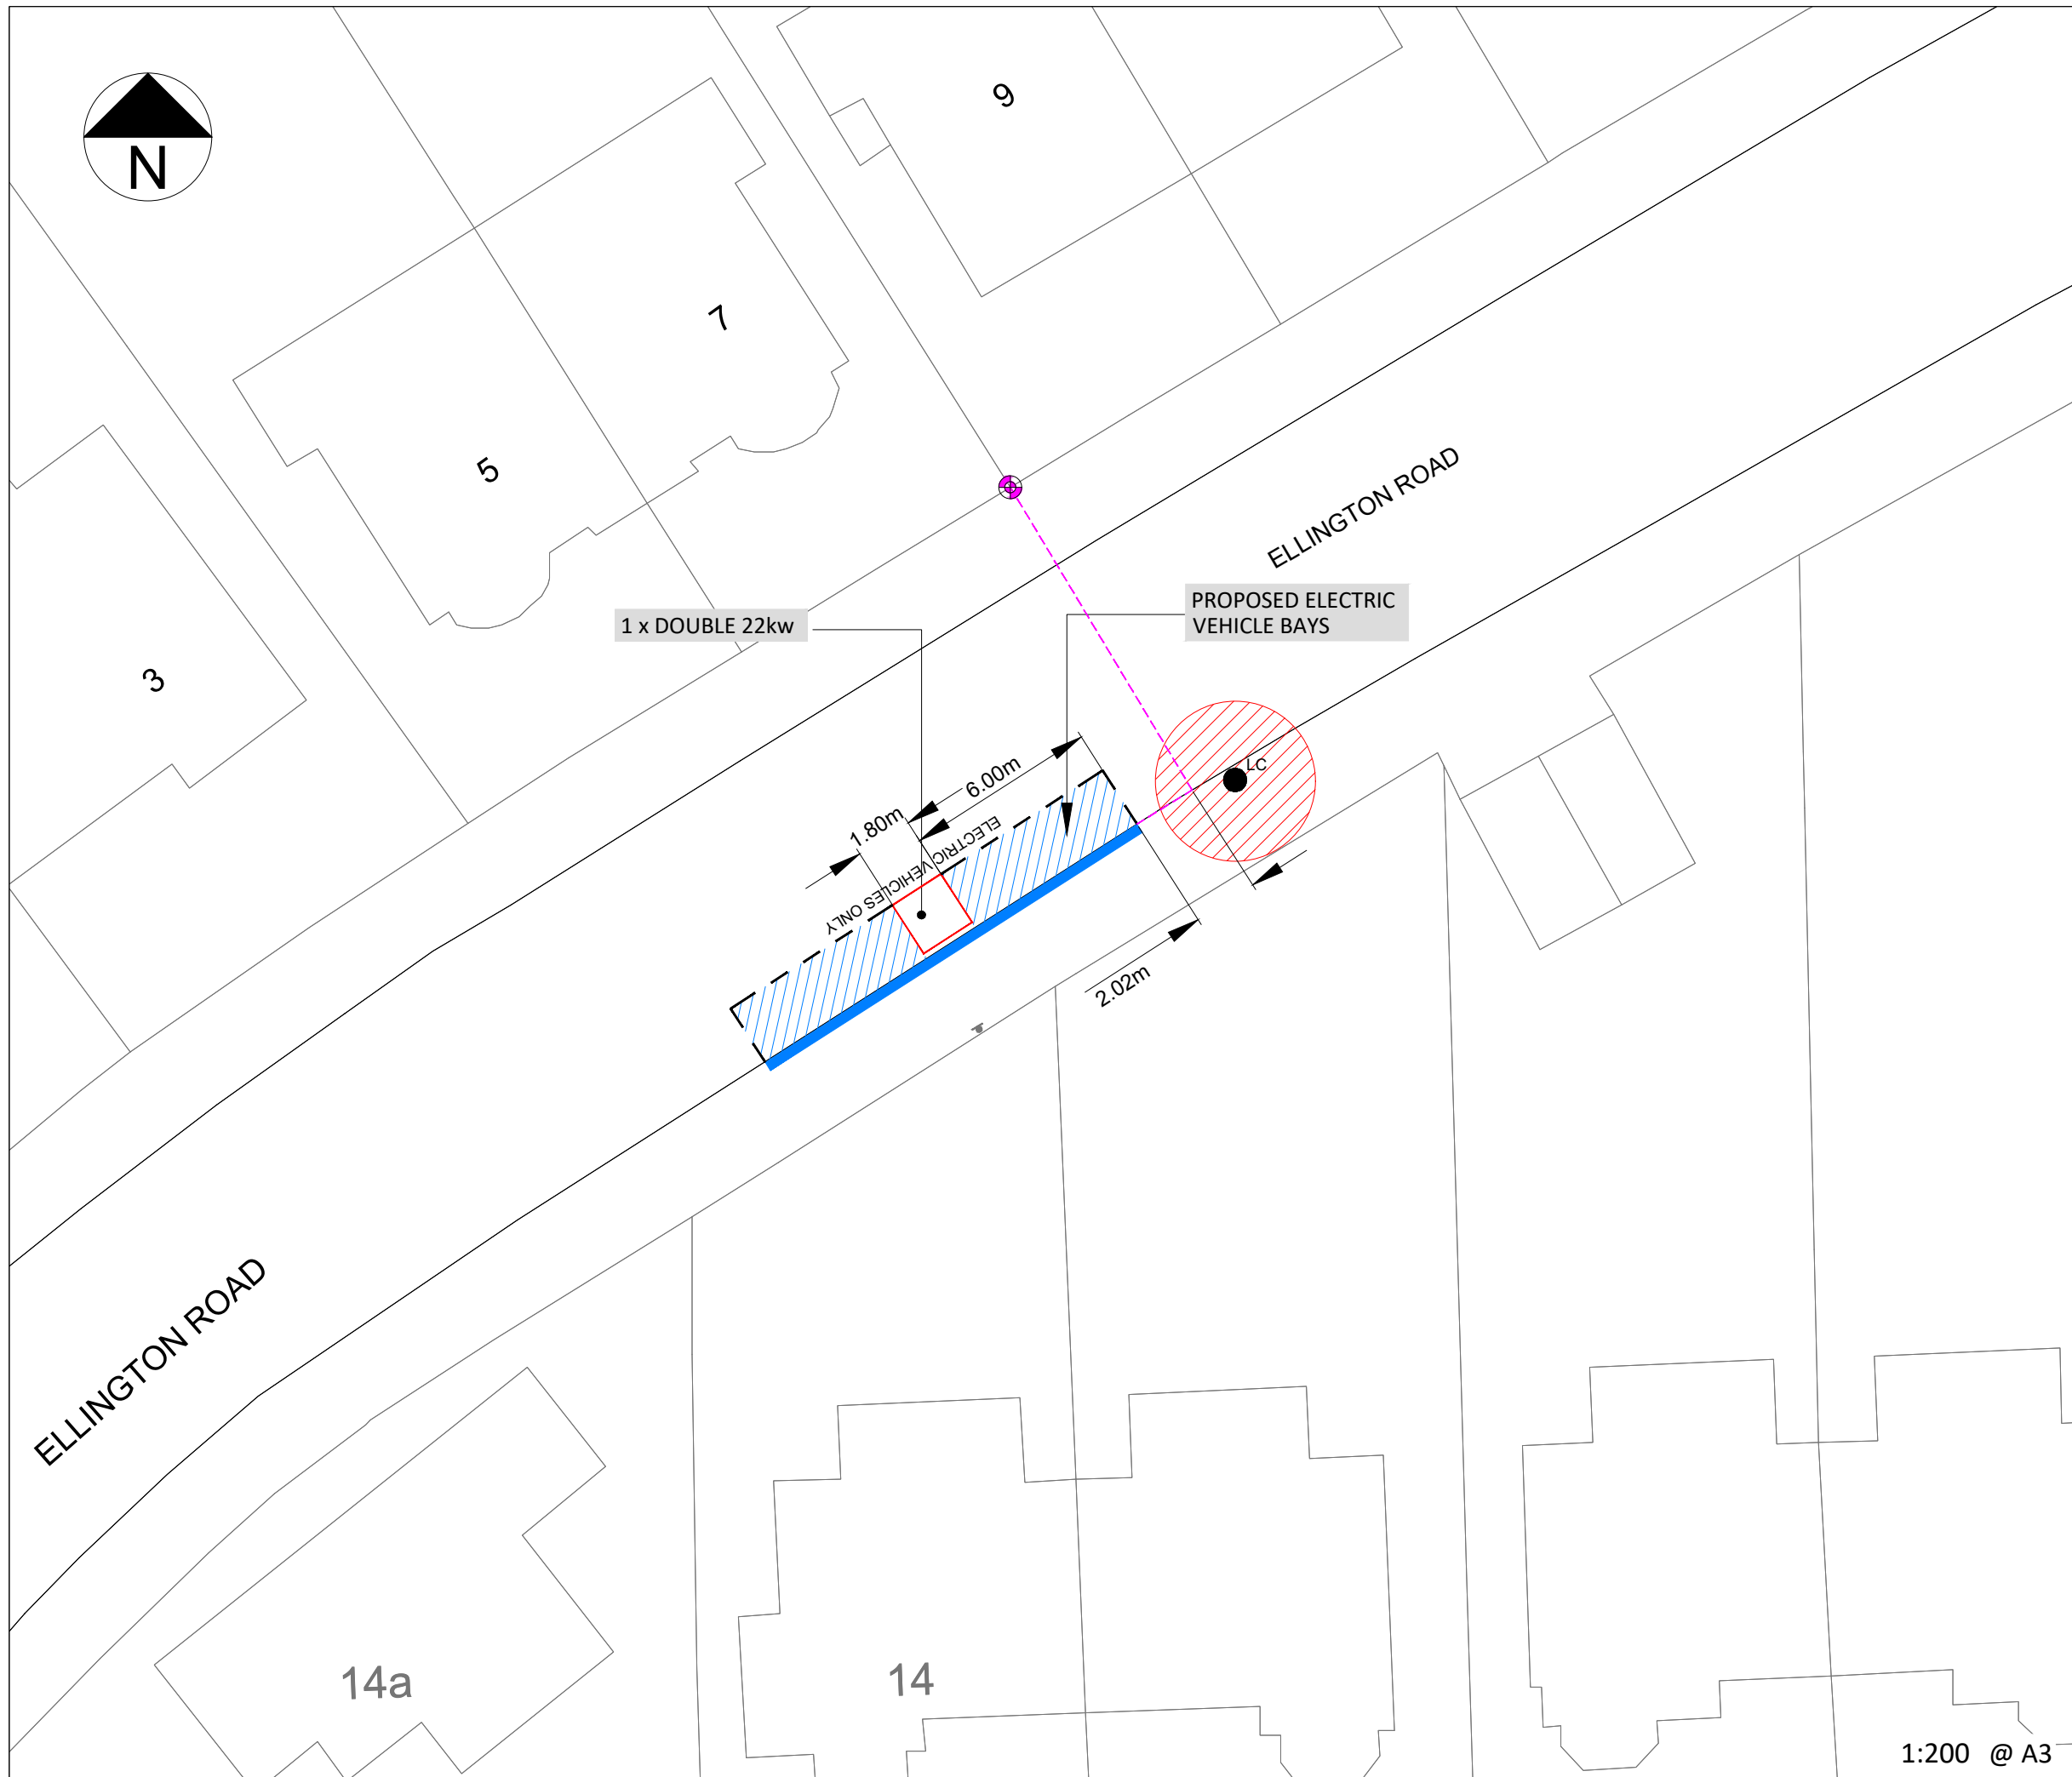 9
N
7
5
ELLINGTON ROAD
1 x DOUBLE 22kw
PROPOSED ELECTRIC
VEHICLE BAYS
3
LC
6.00m
1.80m
ELECTRIC VEHICLES ONLY
2.02m
ELLINGTON ROAD
14a
14
1:200 @ A3